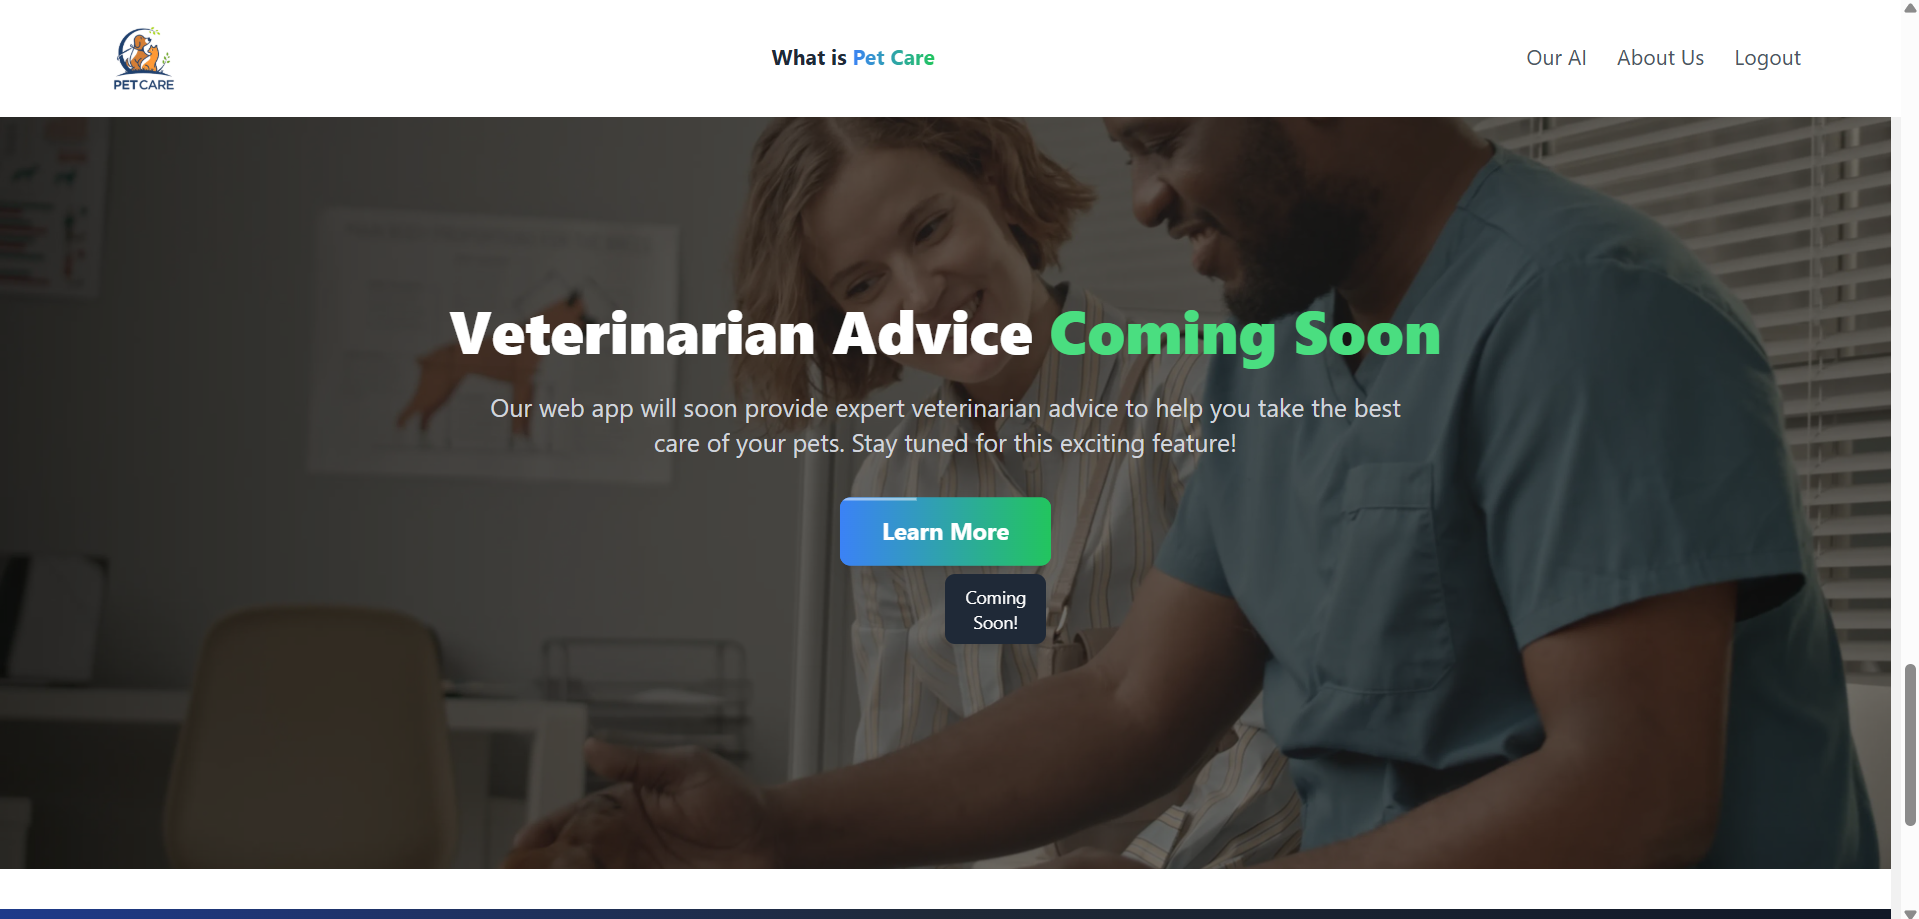 PET CARE
What is Pet Care
Our AI
About Us
Logout
Veterinarian Advice Coming Soon
Our web app will soon provide expert veterinarian advice to help you take the best
care of your pets. Stay tuned for this exciting feature!
Learn More
Coming
Soon!